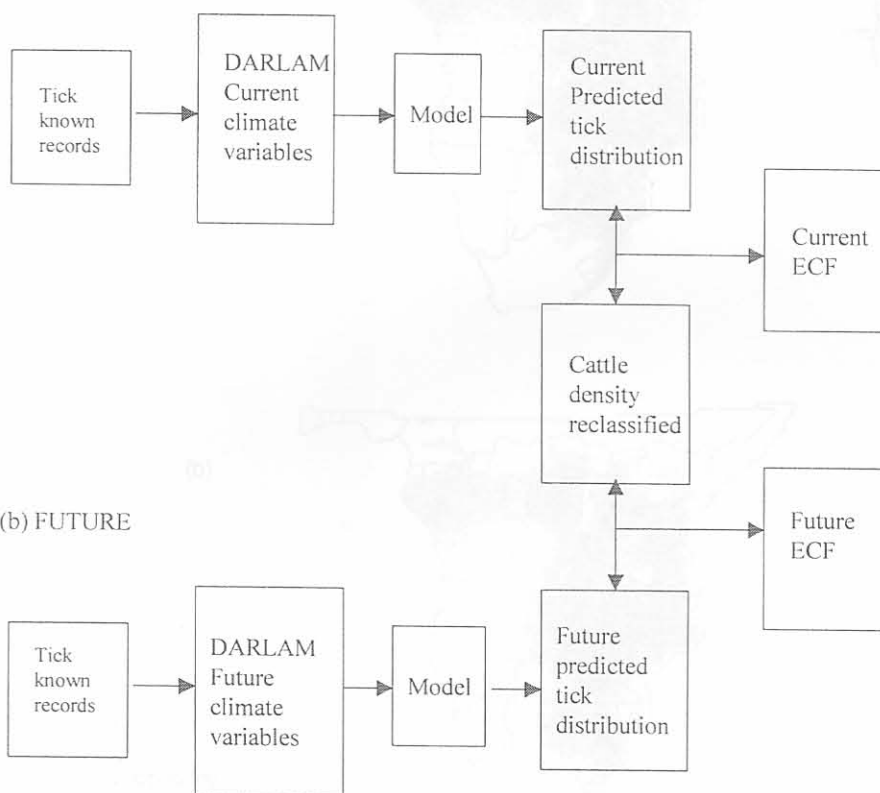 Tick
known
records
DARLAM
Current
climate
variables
Model
Current
Predicted
tick
distribution
Current
ECF
Cattle
density
reclassified
(b) FUTURE
Future
ECF
Tick
known
records
DARLAM
Future
climate
variables
Model
Future
predicted
tick
distribution